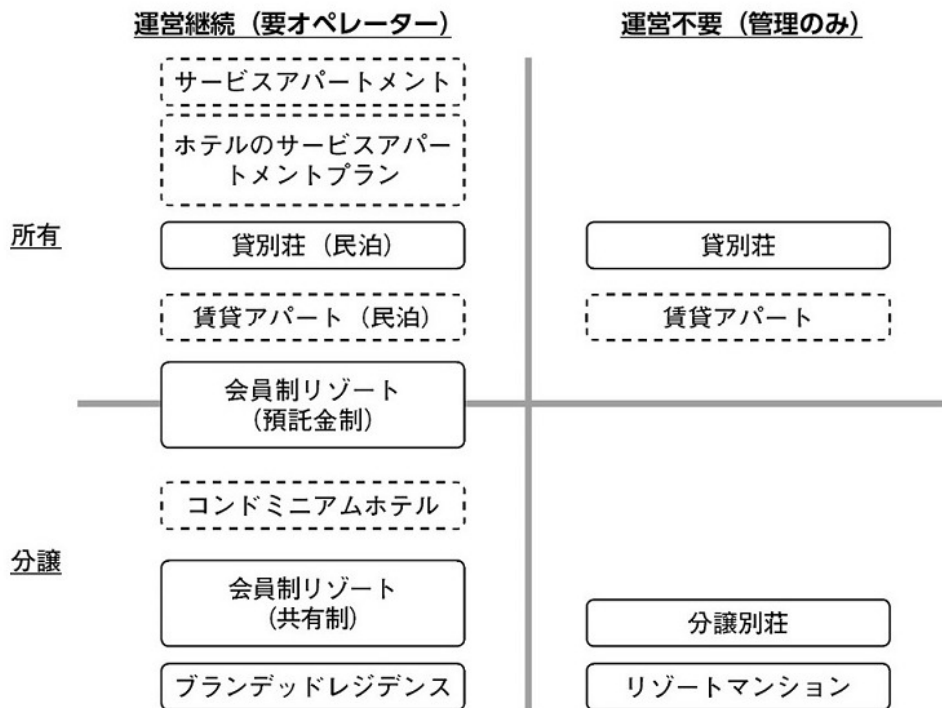 運営継続（要オペレーター）
運営不要（管理のみ）
サービスアパートメント
ホテルのサービスアパー
トメントプラン
所有
貸別荘（民泊）
貸別荘
賃貸アパート（民泊）
賃貸アパート
会員制リゾート
(預託金制)
コンドミニアムホテル
分譲
会員制リゾート
(共有制)
分譲別荘
ブランデッドレジデンス
リゾートマンション